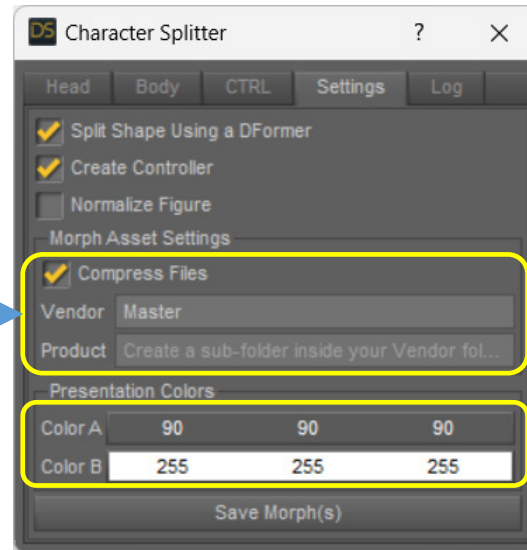 DS Character Splitter ?
Head Body CTRL Settings Log
Split Shape Using a DFormer
Create Controller
Normalize Figure
Morph Asset Settings
Compress Files
Vendor Master
Product Create a sub-folder inside your Vendor fol...
Presentation Colors
Color A 90 90 90
Color B 255 255 255
Save Morph(s)